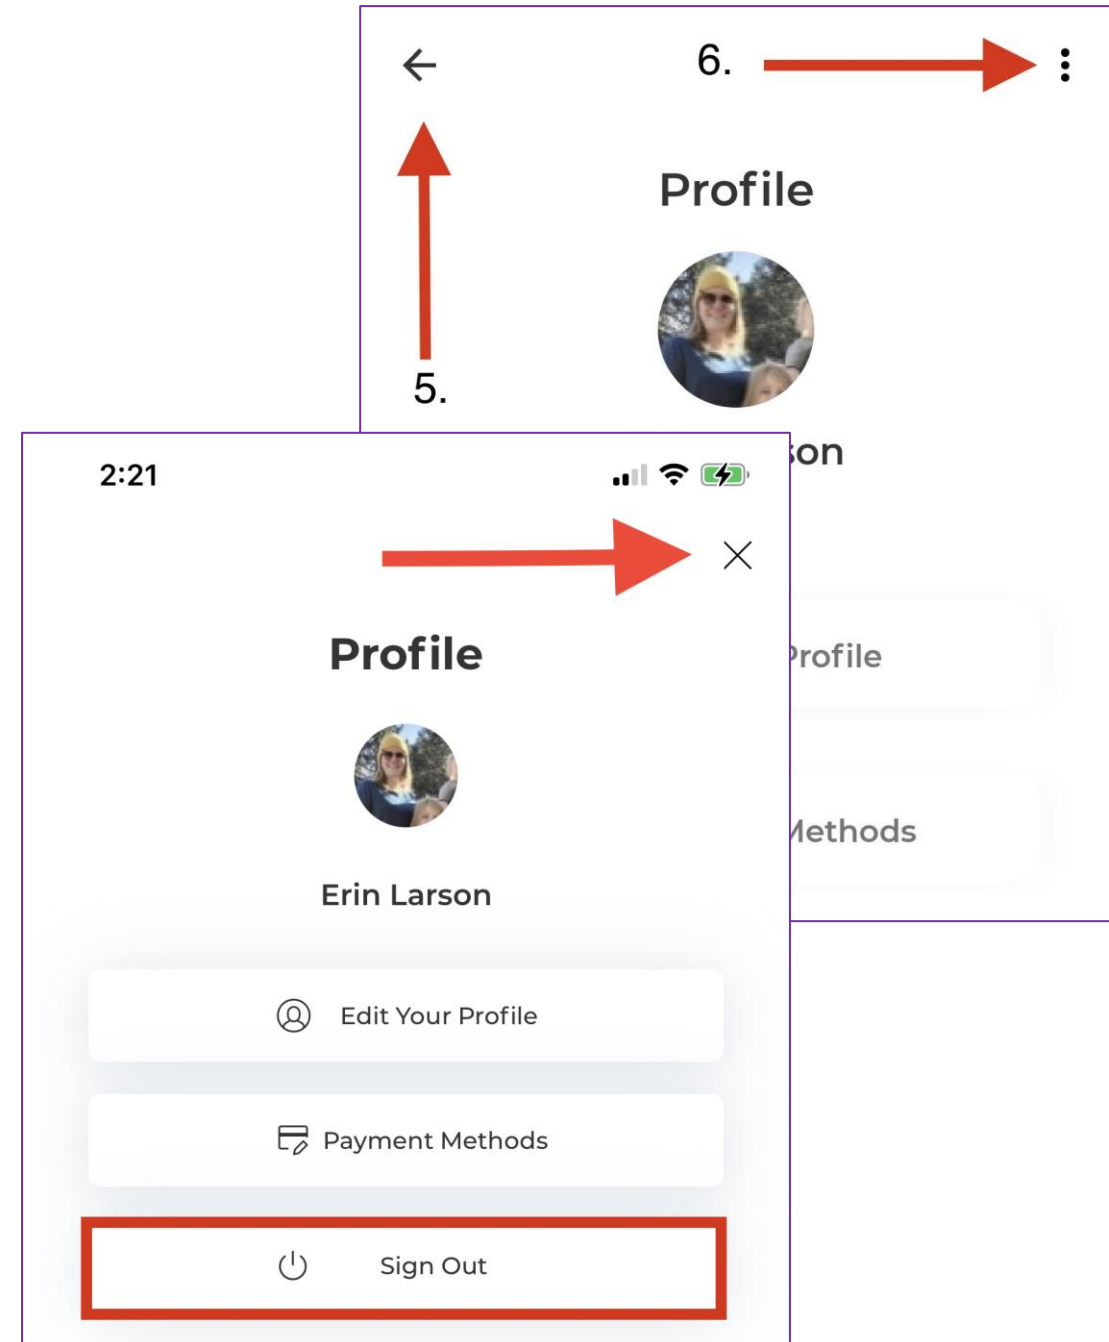 6.
Profile
5.
son
Profile
Methods
2:21
Profile
Erin Larson
Edit Your Profile
Payment Methods
Sign Out